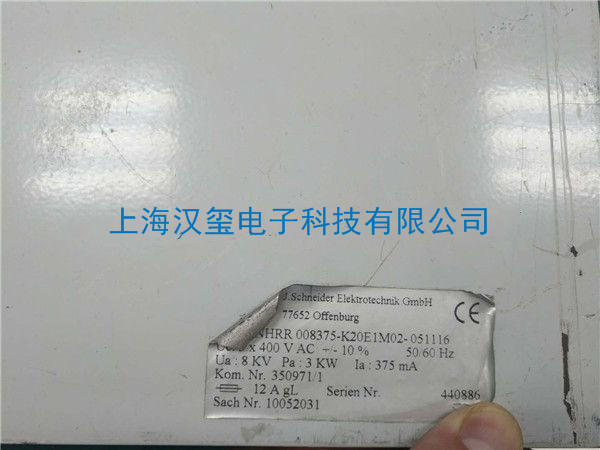 上海汉玺电子科技有限公司
J.Schneider Elektrotechnik GmbH
77652 Offenburg
NHRR 008375-K20E1M02-051116
x 400 V AC +/- 10 % 50/60 Hz
Ua : 8 KV Pa : 3 KW Ia : 375 mA
Kom. Nr. 350971/1
12 A gL Serien Nr. 440886
Sach Nr. 10052031
CE